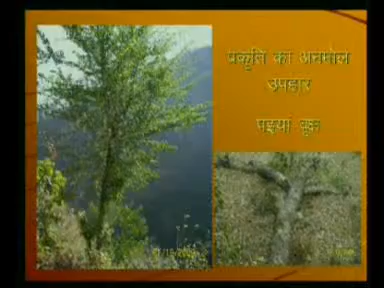 प्रकृति का अनमोल
उपहार
पइयां वृक्ष